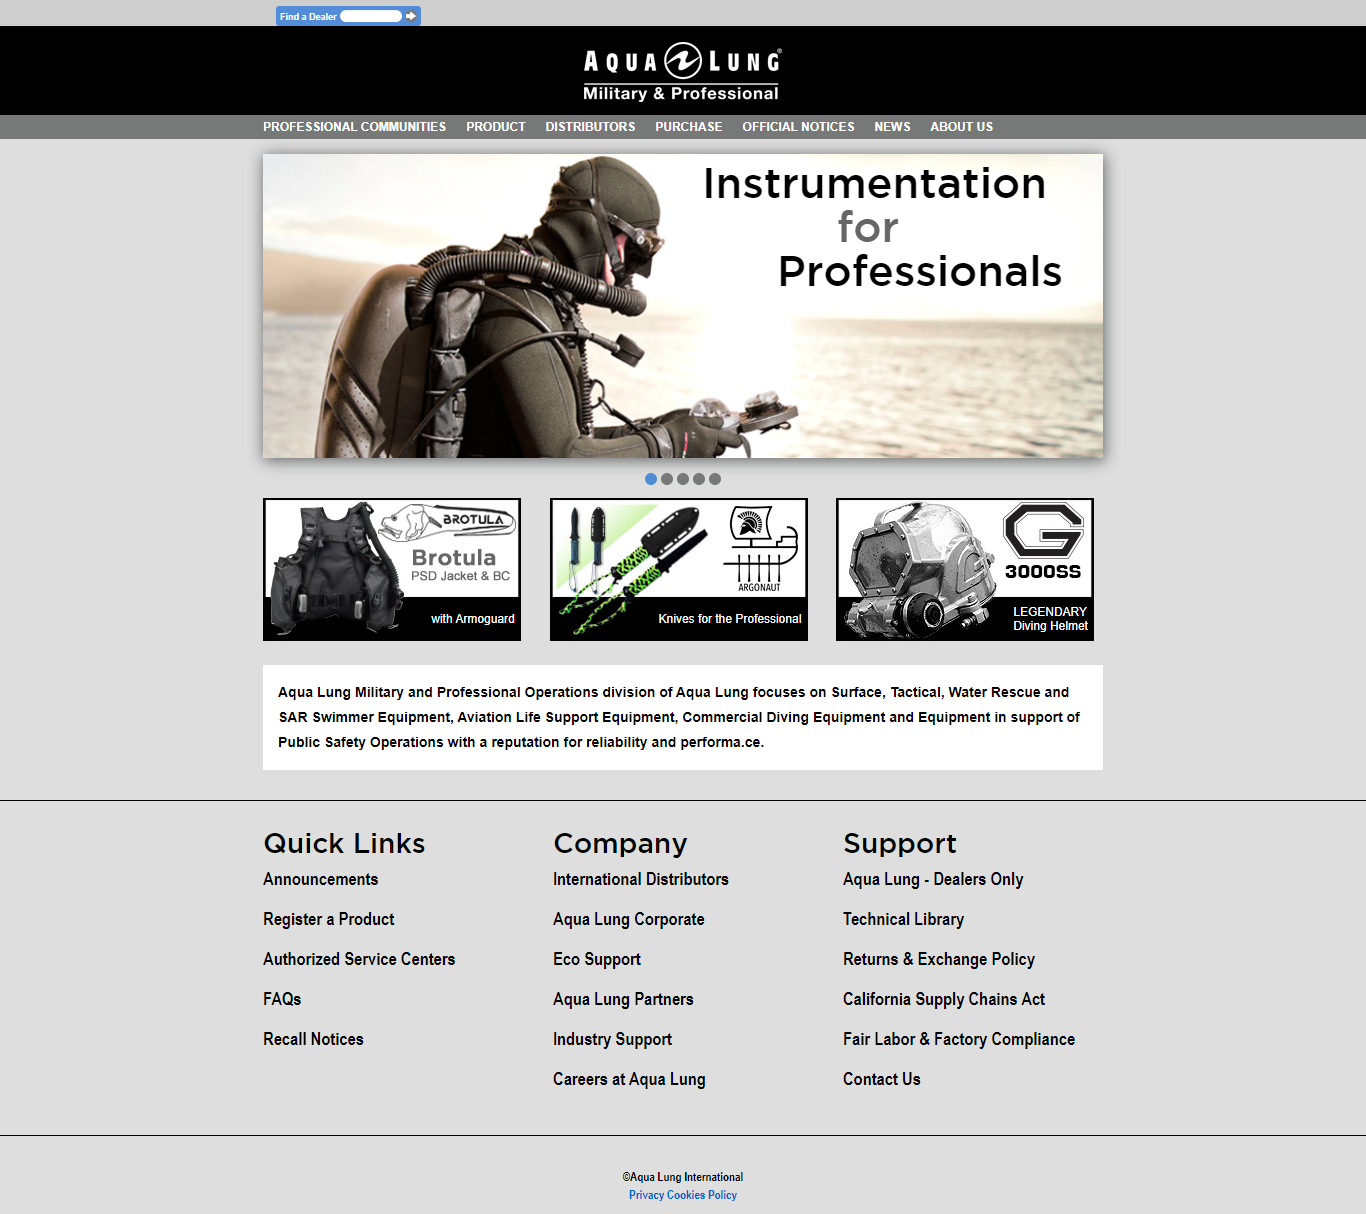 Find a Dealer
AQUA LUNG®
Military & Professional
PROFESSIONAL COMMUNITIES PRODUCT DISTRIBUTORS PURCHASE OFFICIAL NOTICES NEWS ABOUT US
Instrumentation
for
Professionals
BROTULA
Brotula
PSD Jacket & BC
with Armoguard
ARGONAUT
Knives for the Professional
G
3000SS
LEGENDARY
Diving Helmet
Aqua Lung Military and Professional Operations division of Aqua Lung focuses on Surface, Tactical, Water Rescue and
SAR Swimmer Equipment, Aviation Life Support Equipment, Commercial Diving Equipment and Equipment in support of
Public Safety Operations with a reputation for reliability and performa.ce.
Quick Links
Announcements
Register a Product
Authorized Service Centers
FAQs
Recall Notices
Company
International Distributors
Aqua Lung Corporate
Eco Support
Aqua Lung Partners
Industry Support
Careers at Aqua Lung
Support
Aqua Lung - Dealers Only
Technical Library
Returns & Exchange Policy
California Supply Chains Act
Fair Labor & Factory Compliance
Contact Us
©Aqua Lung International
Privacy Cookies Policy